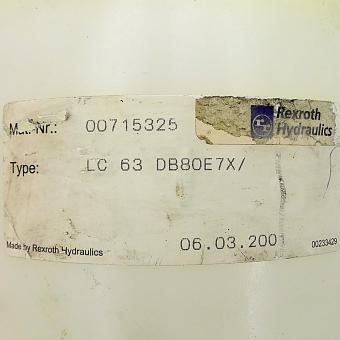 Rexroth
Hydraulics
Mat.-Nr.: 00715325
Type: LC 63 DB80E7X/
06.03.200
Made by Rexroth Hydraulics
00233429